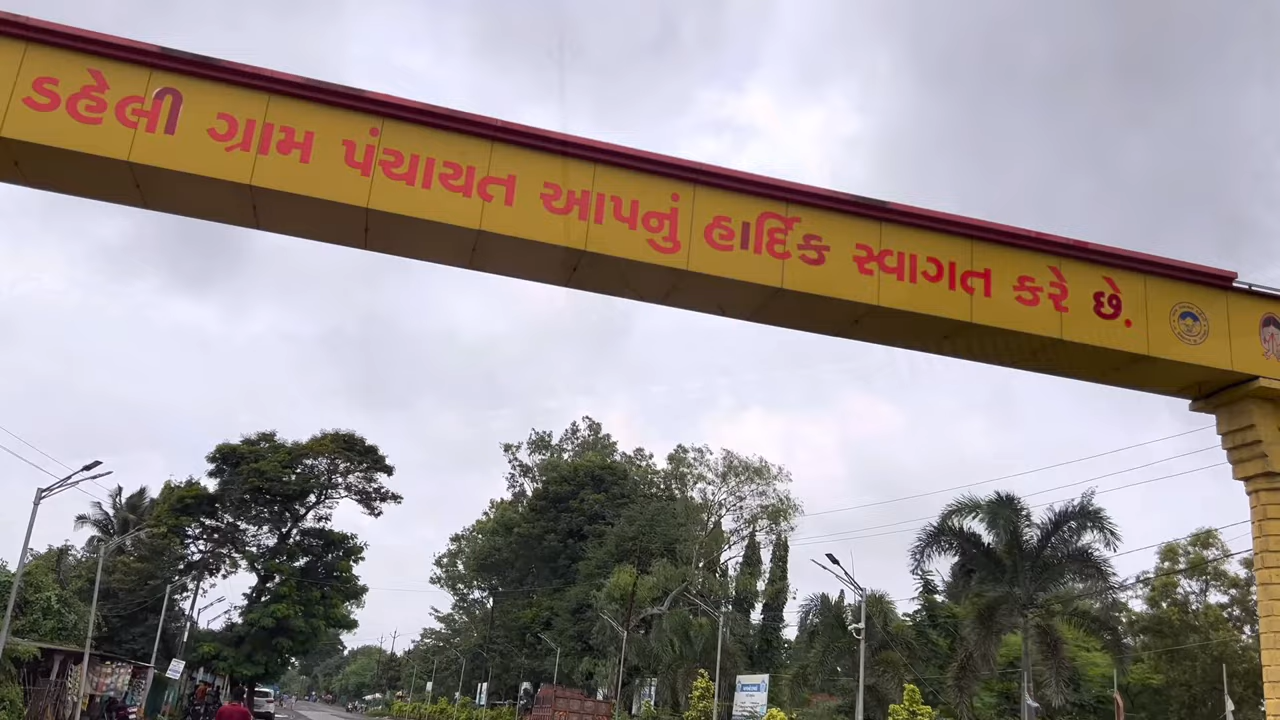 ડહેલી ગ્રામ પંચાયત આપનું હાર્દિક સ્વાગત કરે છે.